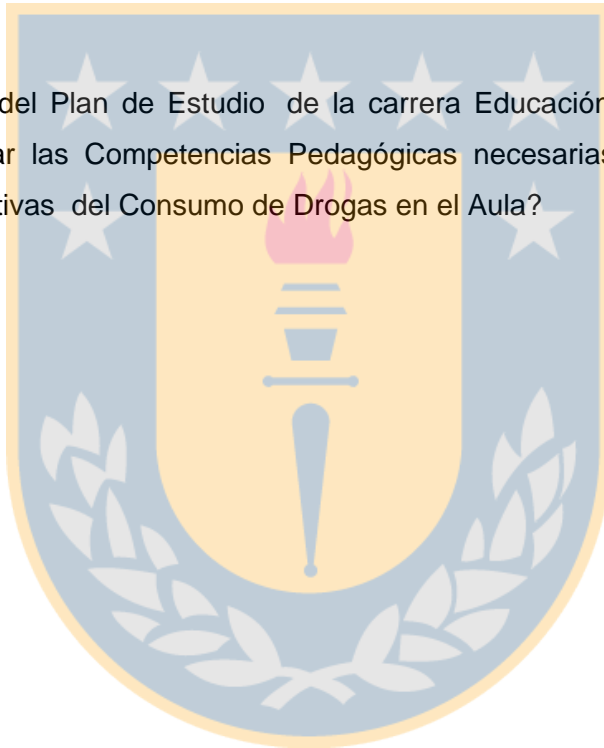 del Plan de Estudio de la carrera Educación
ar las Competencias Pedagógicas necesarias
tivas del Consumo de Drogas en el Aula?